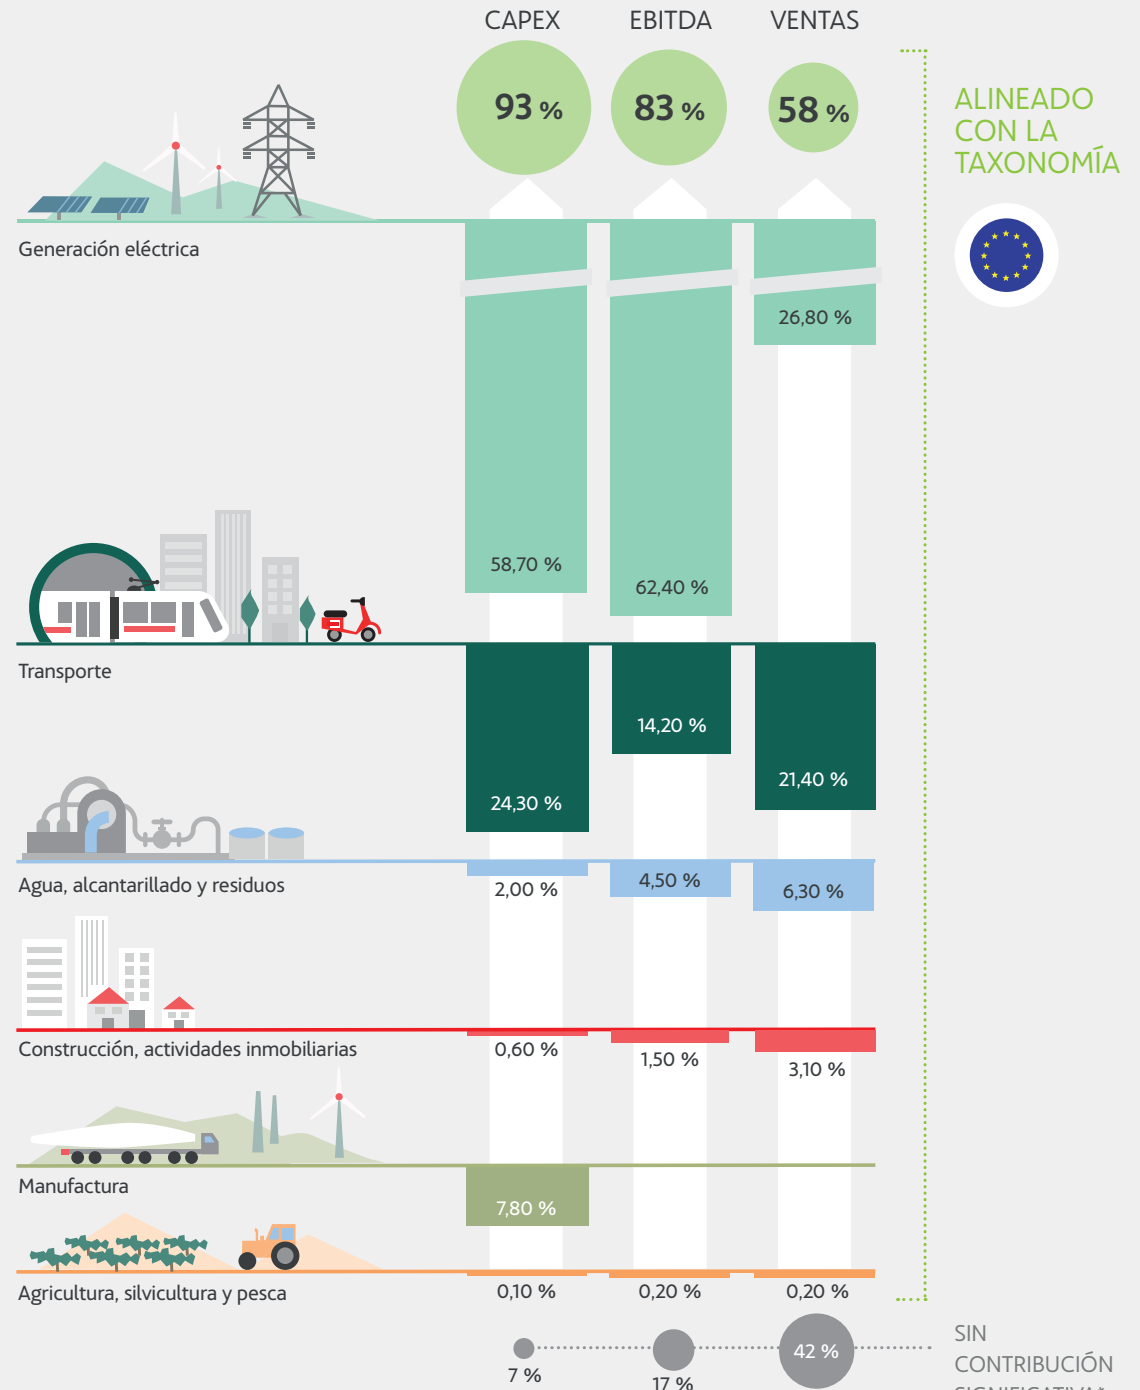 CAPEX EBITDA VENTAS
93 % 83 % 58 %
ALINEADO
CON LA
TAXONOMÍA
Generación eléctrica
26,80 %
58,70 %
62,40 %
Transporte
14,20 %
21,40 %
24,30 %
Agua, alcantarillado y residuos
2,00 % 4,50 % 6,30 %
Construcción, actividades inmobiliarias
0,60 % 1,50 % 3,10 %
Manufactura
7,80 %
Agricultura, silvicultura y pesca
0,10 % 0,20 % 0,20 %
7 % 17 % 42 %
SIN
CONTRIBUCIÓN